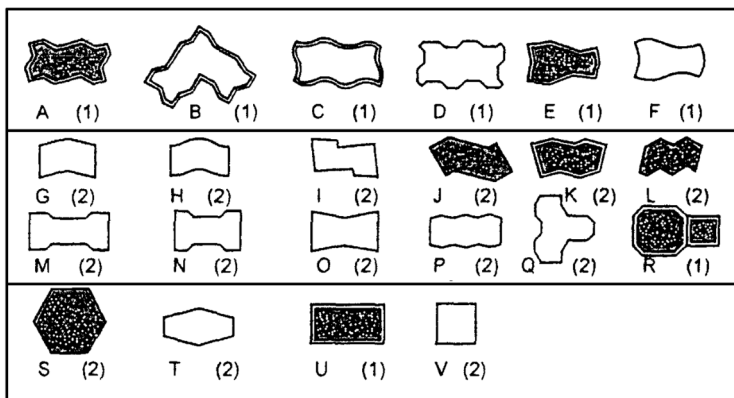 A (1) B (1) C (1) D (1) E (1) F (1)
G (2) H (2) I (2) J (2) K (2) L (2)
M (2) N (2) O (2) P (2) Q (2) R (1)
S (2) T (2) U (1) V (2)